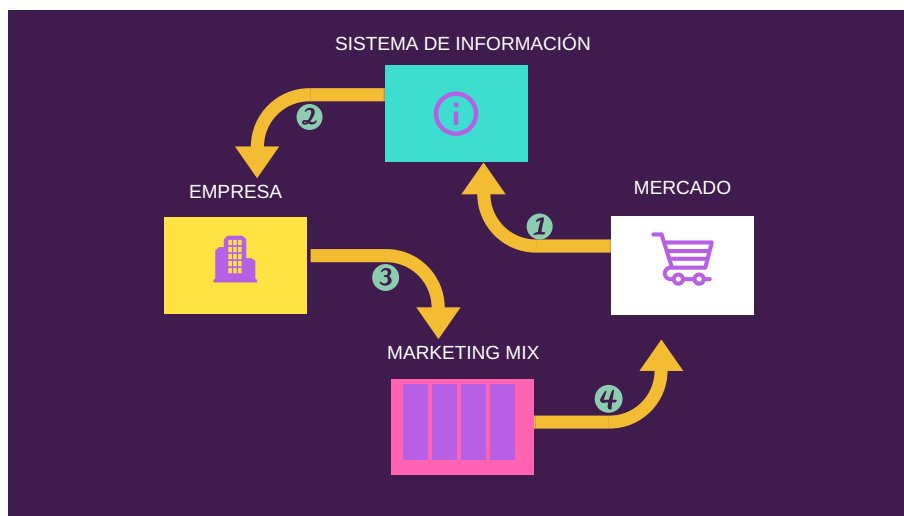 SISTEMA DE INFORMACIÓN
2
EMPRESA
MERCADO
1
3
MARKETING MIX
4